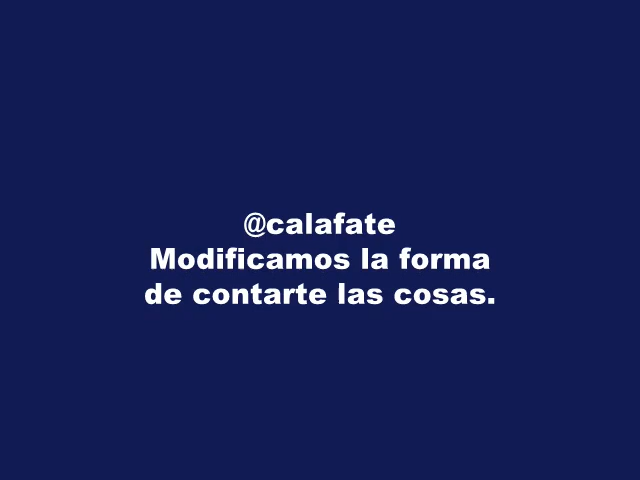 @calafate
Modificamos la forma
de contarte las cosas.